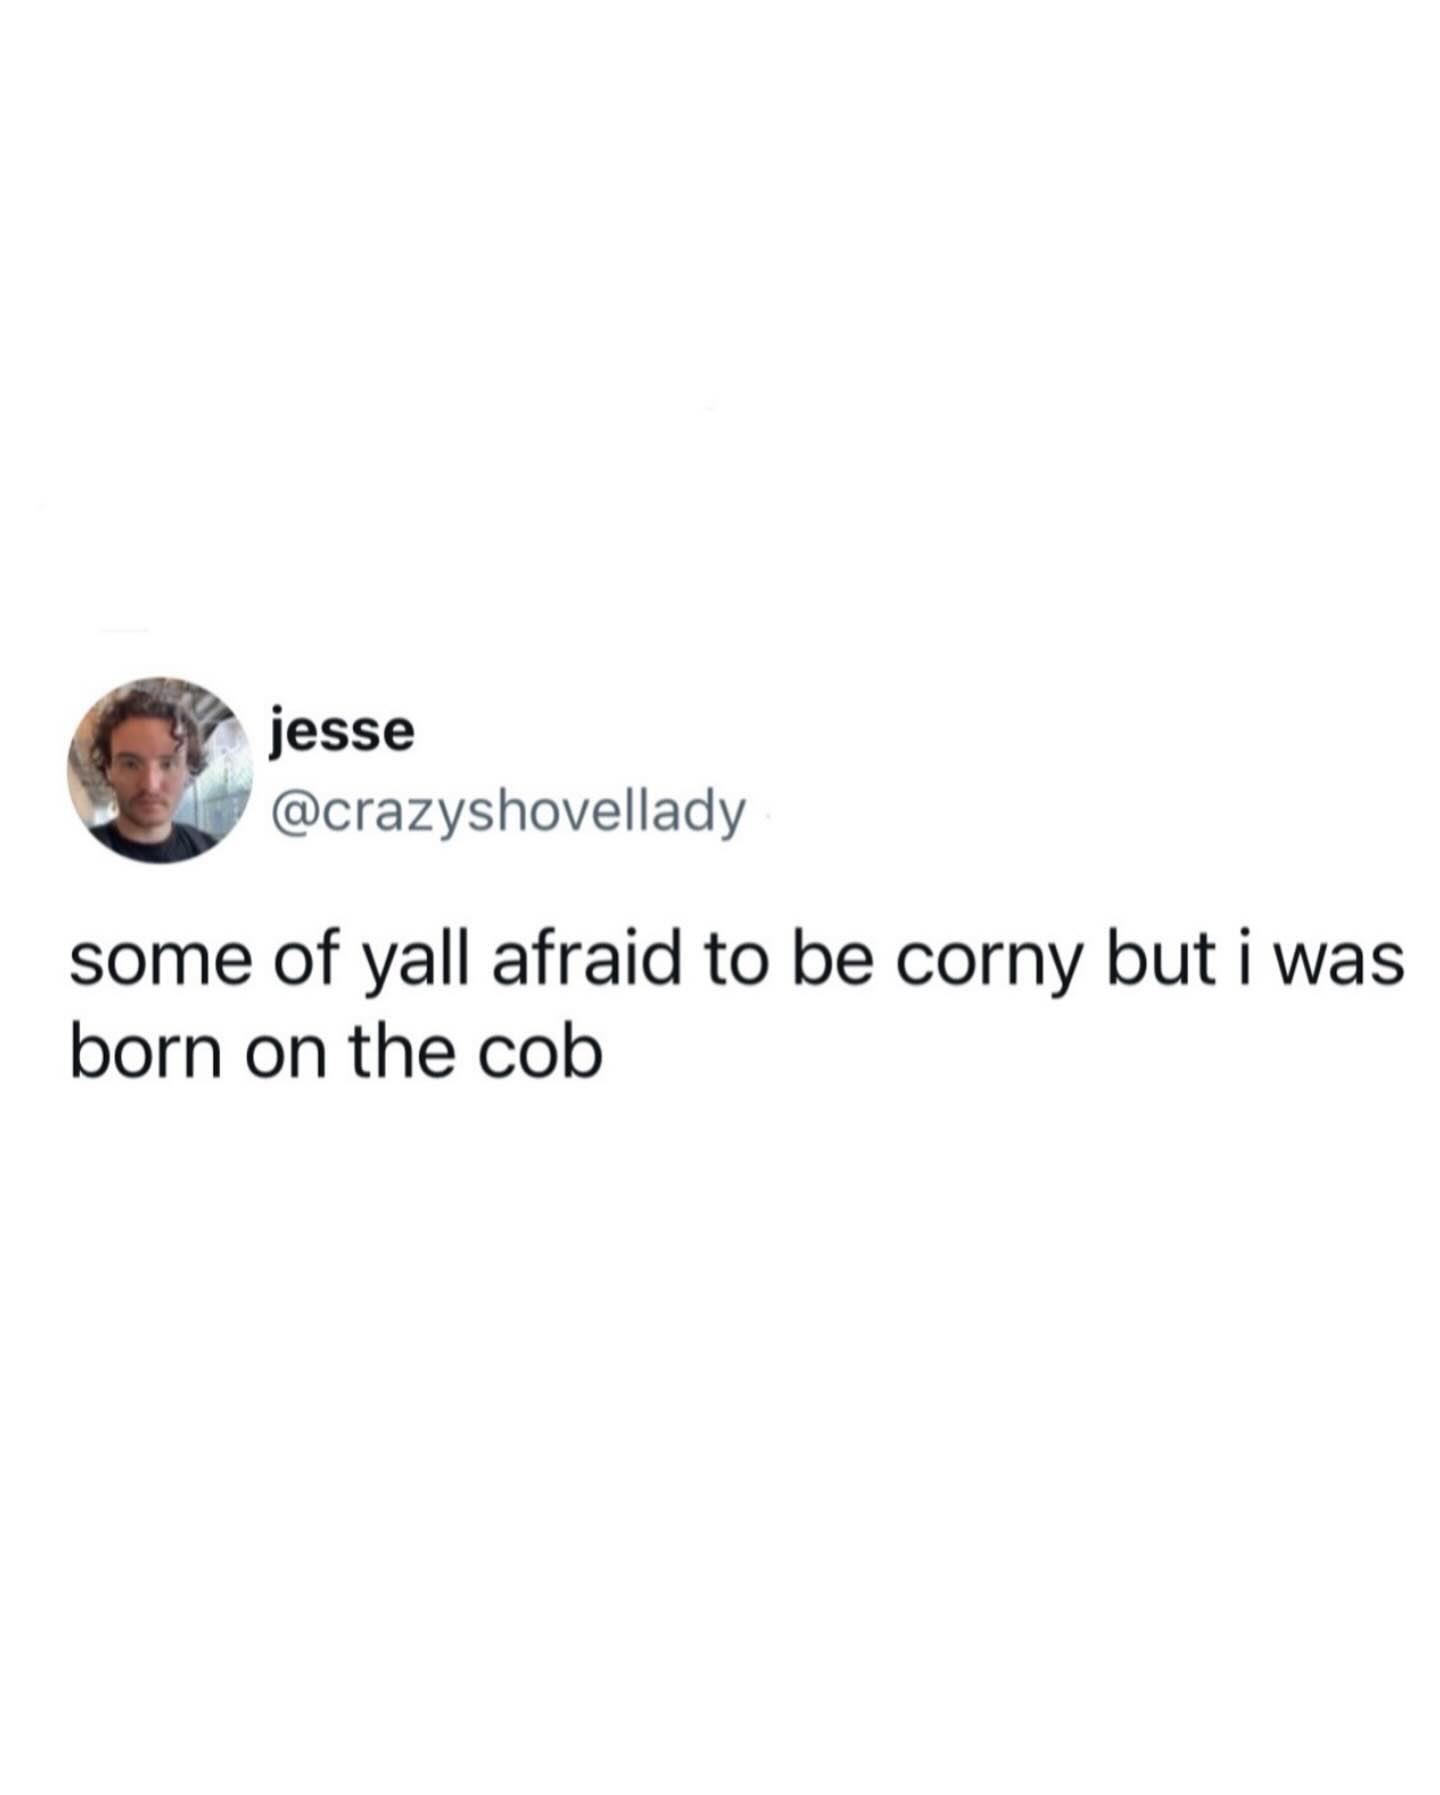 jesse
@crazyshovellady
some of yall afraid to be corny but i was
born on the cob